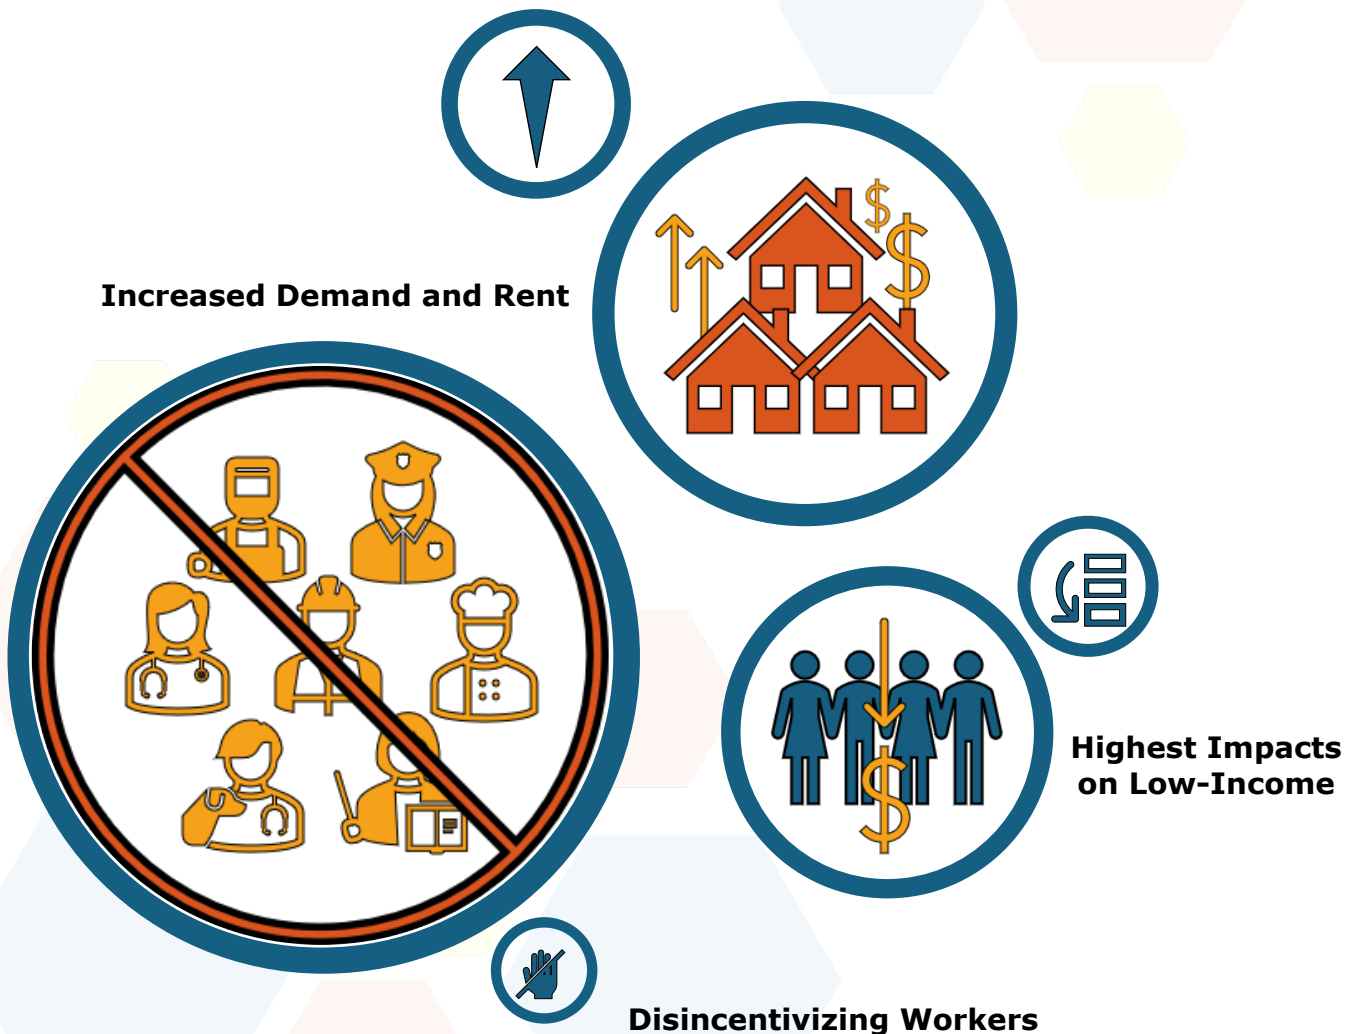 Increased Demand and Rent
Highest Impacts
on Low-Income
Disincentivizing Workers